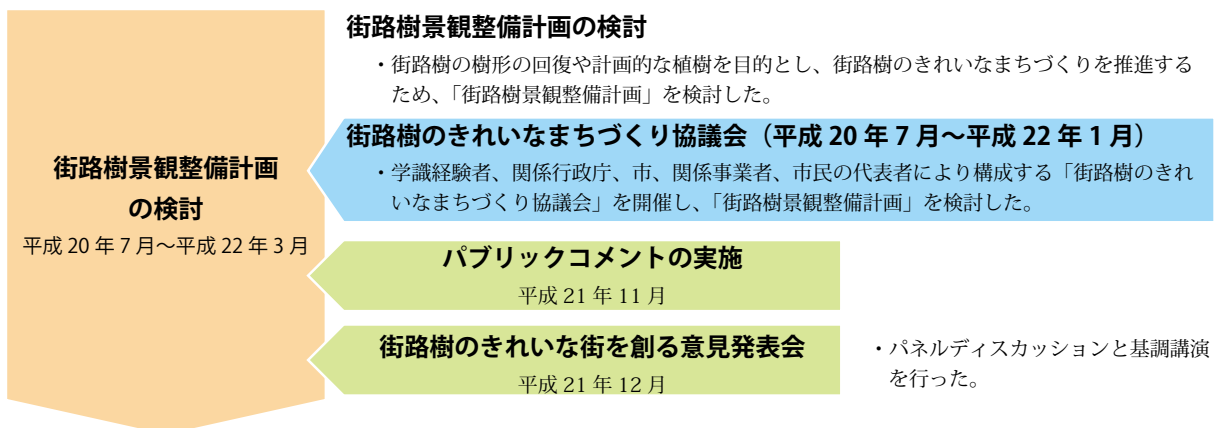 街路樹景観整備計画
の検討
平成 20 年 7 月～平成 22 年 3 月
街路樹景観整備計画の検討
・街路樹の樹形の回復や計画的な植樹を目的とし、街路樹のきれいなまちづくりを推進する
ため、「街路樹景観整備計画」を検討した。
街路樹のきれいなまちづくり協議会（平成 20 年 7 月～平成 22 年 1 月）
・学識経験者、関係行政庁、市、関係事業者、市民の代表者により構成する「街路樹のきれ
いなまちづくり協議会」を開催し、「街路樹景観整備計画」を検討した。
パブリックコメントの実施
平成 21 年 11 月
街路樹のきれいな街を創る意見発表会
平成 21 年 12 月
・パネルディスカッションと基調講演
を行った。